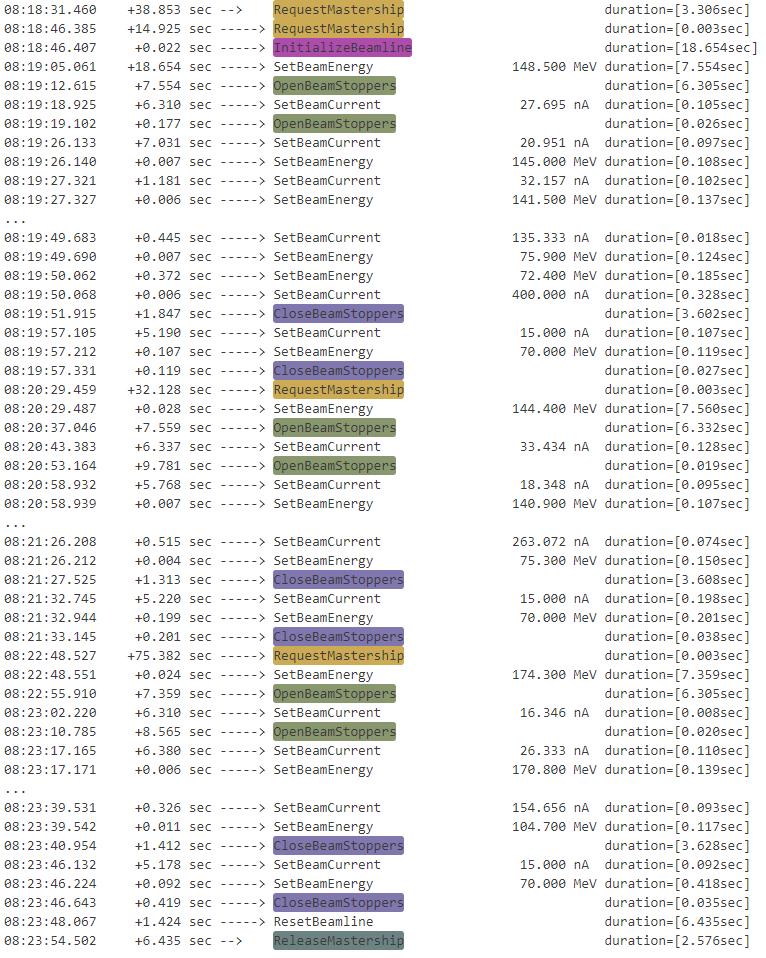 08:18:31.460 +38.853 sec --> RequestMastership duration=[3.306sec]
08:18:46.385 +14.925 sec -----> RequestMastership duration=[0.003sec]
08:18:46.407 +0.022 sec -----> InitializeBeamline duration=[18.654sec]
08:19:05.061 +18.654 sec -----> SetBeamEnergy 148.500 MeV duration=[7.554sec]
08:19:12.615 +7.554 sec -----> OpenBeamStoppers duration=[6.305sec]
08:19:18.925 +6.310 sec -----> SetBeamCurrent 27.695 nA duration=[0.105sec]
08:19:19.102 +0.177 sec -----> OpenBeamStoppers duration=[0.026sec]
08:19:26.133 +7.031 sec -----> SetBeamCurrent 20.951 nA duration=[0.097sec]
08:19:26.140 +0.007 sec -----> SetBeamEnergy 145.000 MeV duration=[0.108sec]
08:19:27.321 +1.181 sec -----> SetBeamCurrent 32.157 nA duration=[0.102sec]
08:19:27.327 +0.006 sec -----> SetBeamEnergy 141.500 MeV duration=[0.137sec]
...
08:19:49.683 +0.445 sec -----> SetBeamCurrent 135.333 nA duration=[0.018sec]
08:19:49.690 +0.007 sec -----> SetBeamEnergy 75.900 MeV duration=[0.124sec]
08:19:50.062 +0.372 sec -----> SetBeamEnergy 72.400 MeV duration=[0.185sec]
08:19:50.068 +0.006 sec -----> SetBeamCurrent 400.000 nA duration=[0.328sec]
08:19:51.915 +1.847 sec -----> CloseBeamStoppers duration=[3.602sec]
08:19:57.105 +5.190 sec -----> SetBeamCurrent 15.000 nA duration=[0.107sec]
08:19:57.212 +0.107 sec -----> SetBeamEnergy 70.000 MeV duration=[0.119sec]
08:19:57.331 +0.119 sec -----> CloseBeamStoppers duration=[0.027sec]
08:20:29.459 +32.128 sec -----> RequestMastership duration=[0.003sec]
08:20:29.487 +0.028 sec -----> SetBeamEnergy 144.400 MeV duration=[7.560sec]
08:20:37.046 +7.559 sec -----> OpenBeamStoppers duration=[6.332sec]
08:20:43.383 +6.337 sec -----> SetBeamCurrent 33.434 nA duration=[0.128sec]
08:20:53.164 +9.781 sec -----> OpenBeamStoppers duration=[0.019sec]
08:20:58.932 +5.768 sec -----> SetBeamCurrent 18.348 nA duration=[0.095sec]
08:20:58.939 +0.007 sec -----> SetBeamEnergy 140.900 MeV duration=[0.107sec]
...
08:21:26.208 +0.515 sec -----> SetBeamCurrent 263.072 nA duration=[0.074sec]
08:21:26.212 +0.004 sec -----> SetBeamEnergy 75.300 MeV duration=[0.150sec]
08:21:27.525 +1.313 sec -----> CloseBeamStoppers duration=[3.608sec]
08:21:32.745 +5.220 sec -----> SetBeamCurrent 15.000 nA duration=[0.198sec]
08:21:32.944 +0.199 sec -----> SetBeamEnergy 70.000 MeV duration=[0.201sec]
08:21:33.145 +0.201 sec -----> CloseBeamStoppers duration=[0.038sec]
08:22:48.527 +75.382 sec -----> RequestMastership duration=[0.003sec]
08:22:48.551 +0.024 sec -----> SetBeamEnergy 174.300 MeV duration=[7.359sec]
08:22:55.910 +7.359 sec -----> OpenBeamStoppers duration=[6.305sec]
08:23:02.220 +6.310 sec -----> SetBeamCurrent 16.346 nA duration=[0.008sec]
08:23:10.785 +8.565 sec -----> OpenBeamStoppers duration=[0.020sec]
08:23:17.165 +6.380 sec -----> SetBeamCurrent 26.333 nA duration=[0.110sec]
08:23:17.171 +0.006 sec -----> SetBeamEnergy 170.800 MeV duration=[0.139sec]
...
08:23:39.531 +0.326 sec -----> SetBeamCurrent 154.656 nA duration=[0.093sec]
08:23:39.542 +0.011 sec -----> SetBeamEnergy 104.700 MeV duration=[0.117sec]
08:23:40.954 +1.412 sec -----> CloseBeamStoppers duration=[3.628sec]
08:23:46.132 +5.178 sec -----> SetBeamCurrent 15.000 nA duration=[0.092sec]
08:23:46.224 +0.092 sec -----> SetBeamEnergy 70.000 MeV duration=[0.418sec]
08:23:46.643 +0.419 sec -----> CloseBeamStoppers duration=[0.035sec]
08:23:48.067 +1.424 sec -----> ResetBeamline duration=[6.435sec]
08:23:54.502 +6.435 sec --> ReleaseMastership duration=[2.576sec]